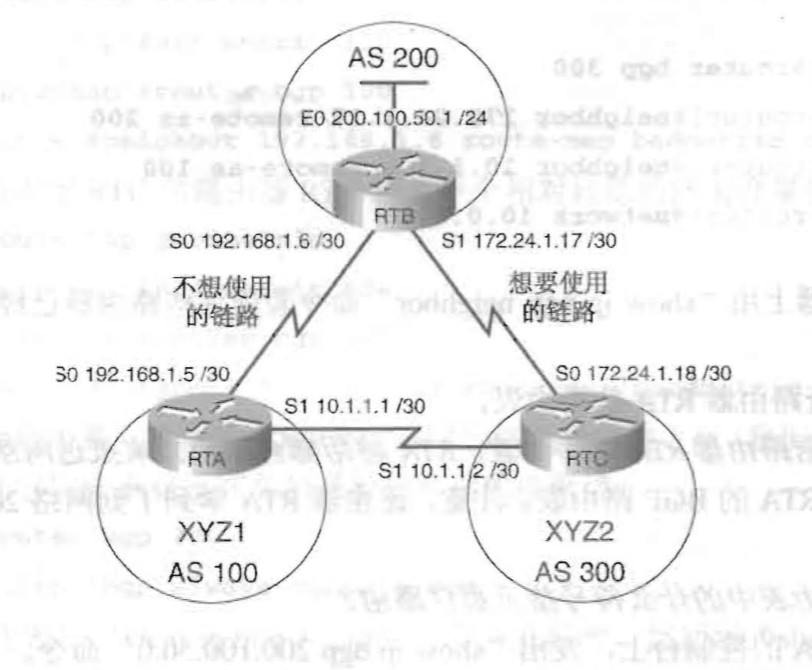 AS 200
E0 200.100.50.1 /24
RTB
S0 192.168.1.6 /30
S1 172.24.1.17 /30
不想使用
的链路
想要使用
的链路
S0 192.168.1.5 /30
S0 172.24.1.18 /30
S1 10.1.1.1 /30
RTA
S1 10.1.1.2 /30
RTC
XYZ1
AS 100
XYZ2
AS 300